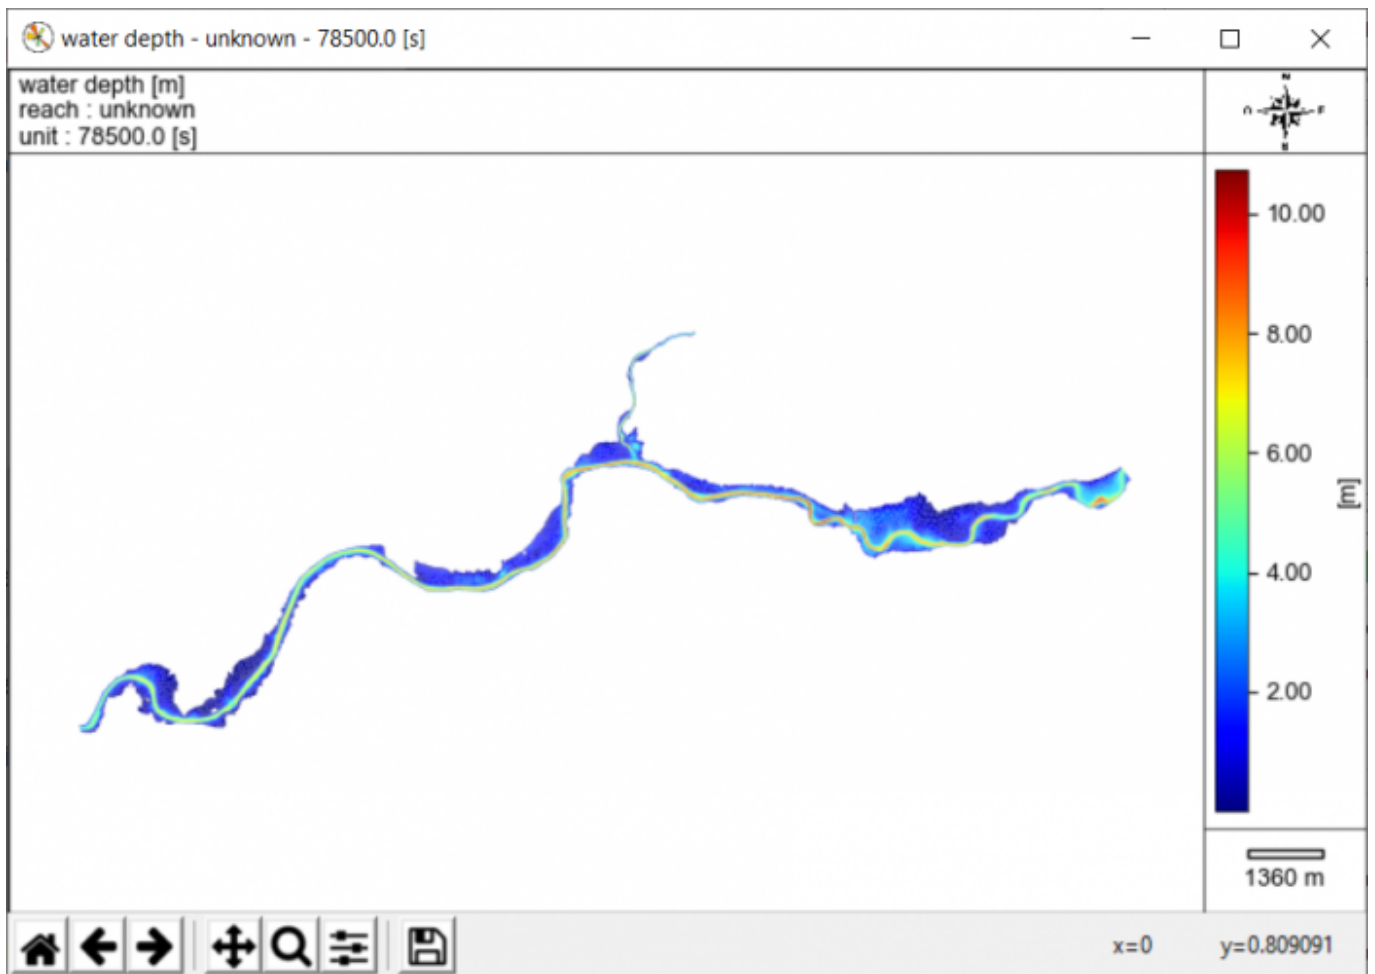 water depth - unknown - 78500.0 [s]
water depth [m]
reach : unknown
unit : 78500.0 [s]
N
10.00
8.00
6.00
[m]
4.00
2.00
1360 m
x=0 y=0.809091